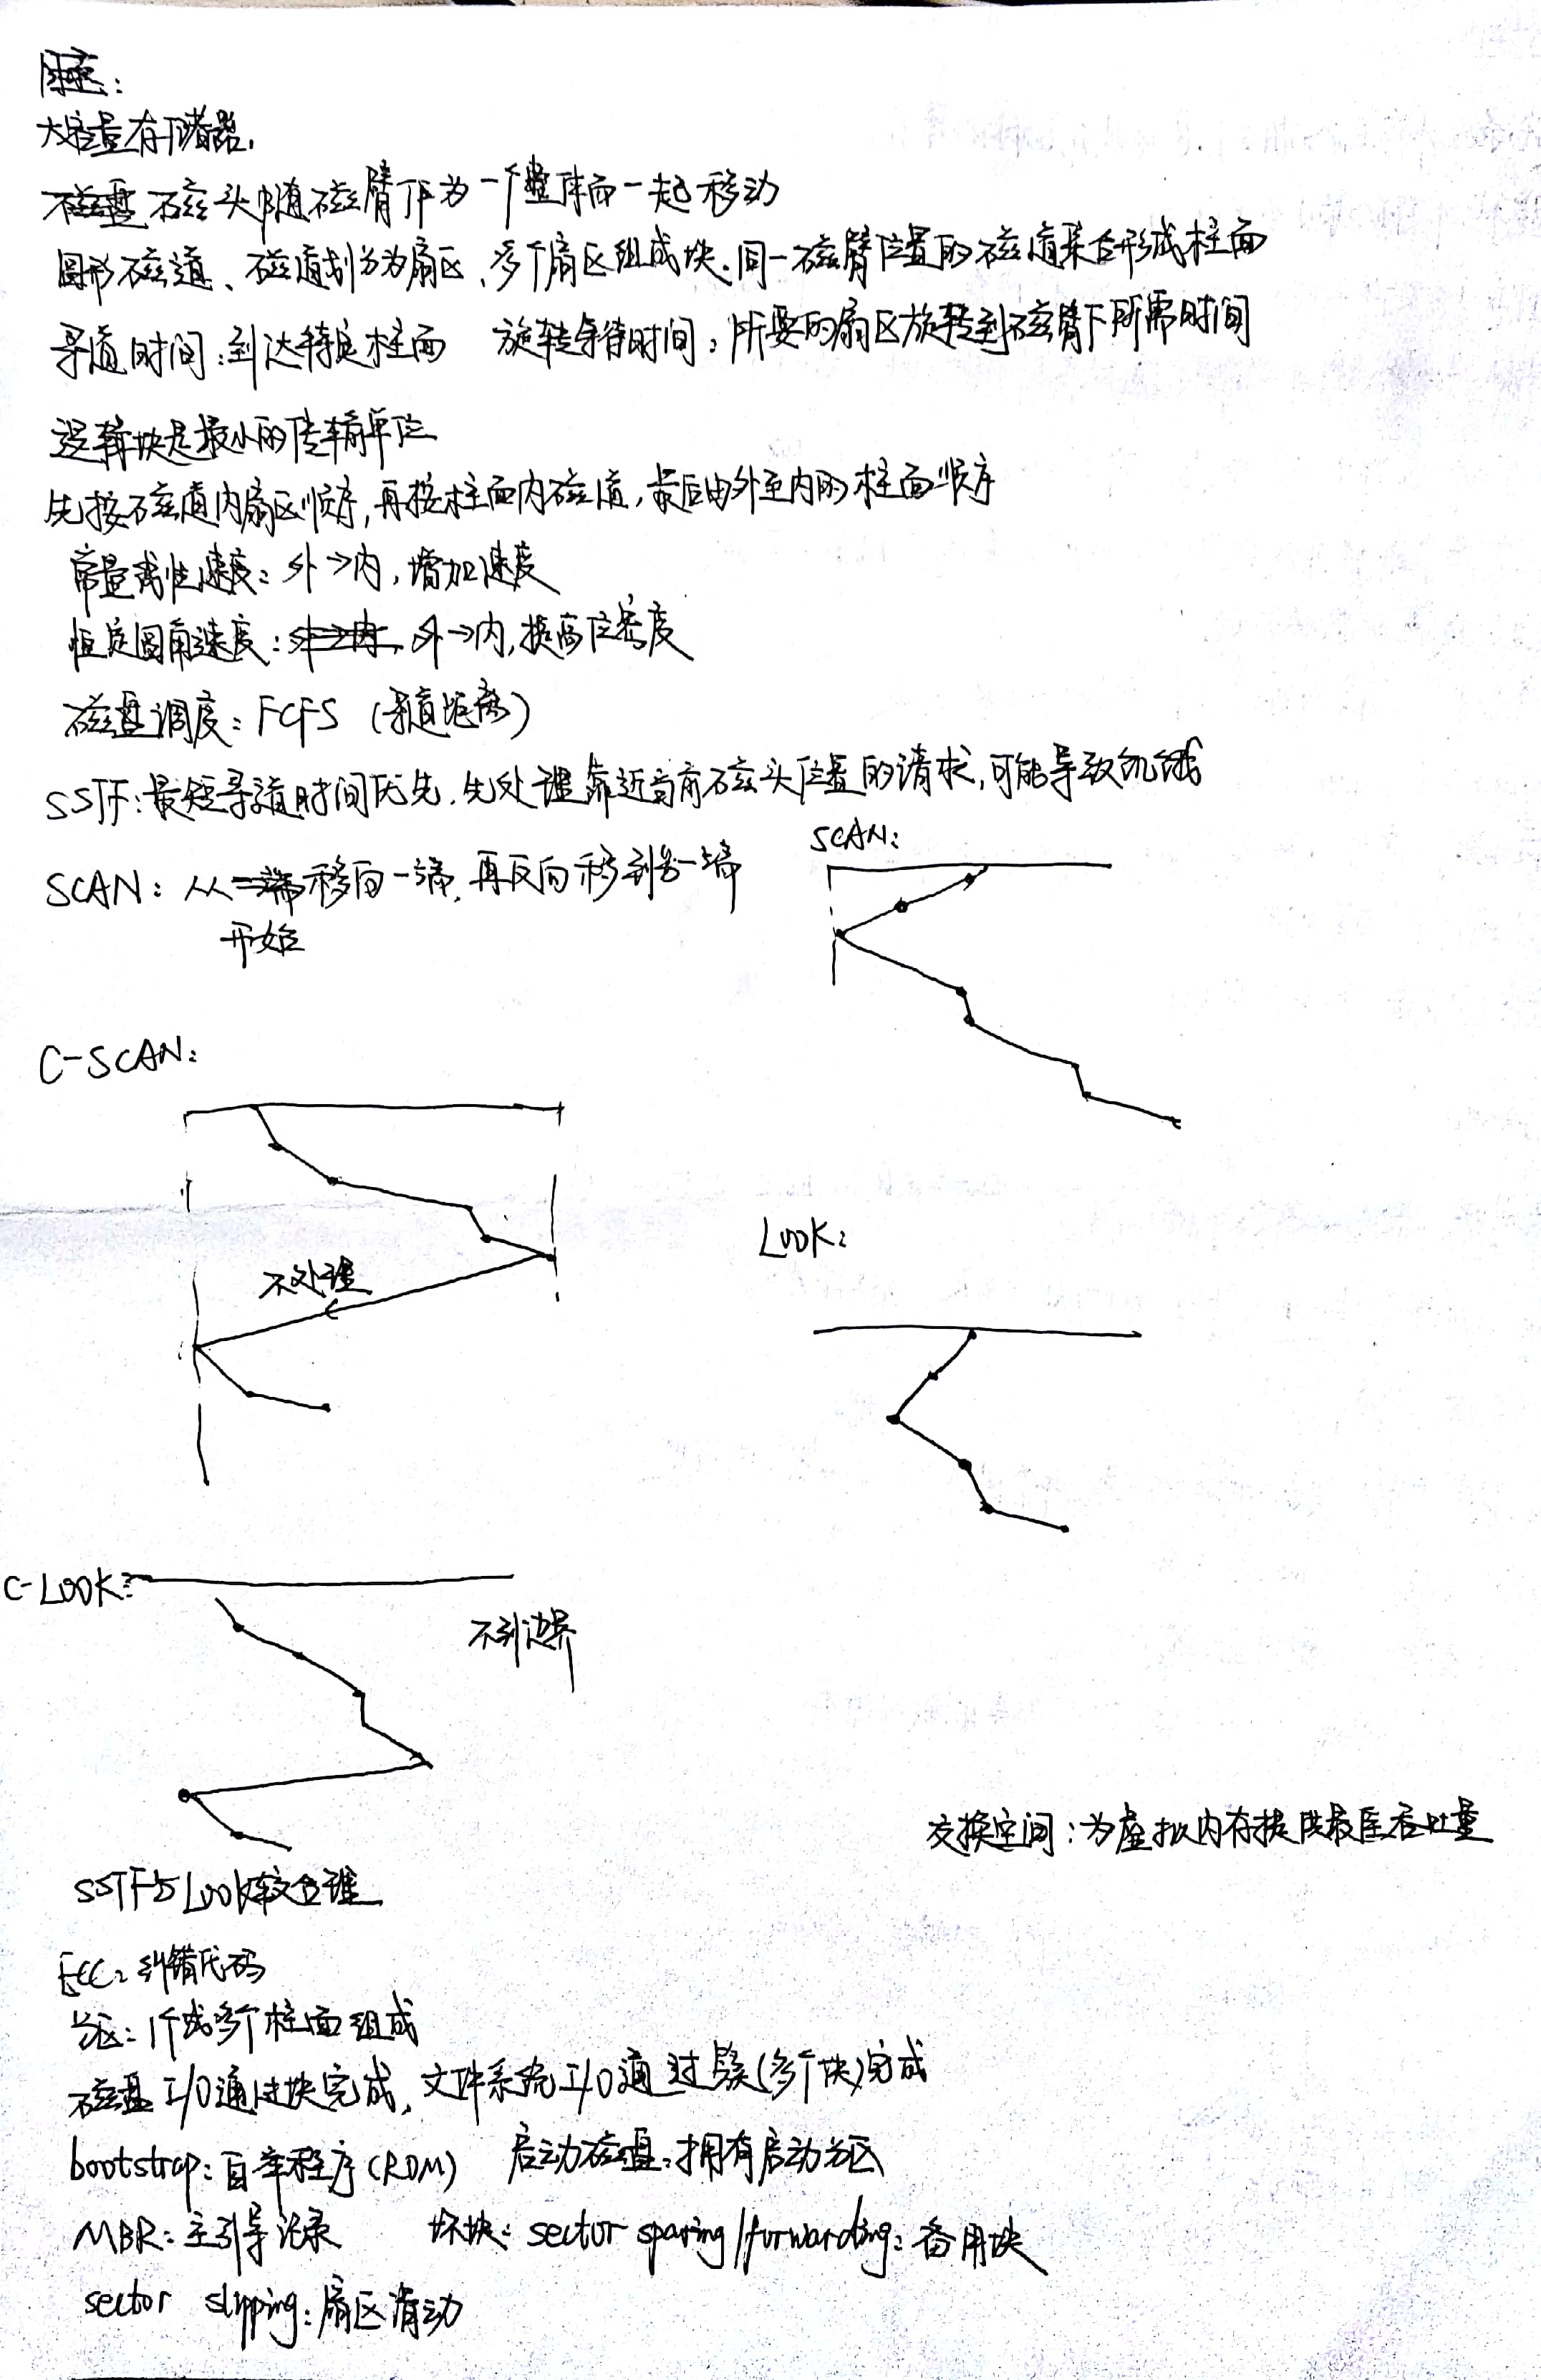 大容量存储器.
磁头附随磁臂作为一个整体而一起移动
圆形磁道、磁道划分为扇区,多个扇区组成块.同一磁臂位置的磁道集合形成柱面
寻道时间:到达特定柱面 旋转等待时间:所要的扇区旋转到磁臂下所需时间
逻辑块是最小的传输单位
先按磁道内扇区顺序,再按柱面内磁道,最后由外至内的柱面顺序
常量线性速度:外→内,增加速度
恒定圆角速度:外→内,提高位密度
磁盘调度:FCFS(寻道距离)
SSTF:最短寻道时间优先.先处理靠近当前磁头位置的请求,可能导致饥饿
SCAN:
SCAN:从一端移向一端,再反向移到另一端
开始
C-SCAN:
LOOK:
不处理
C-LOOK:
不到边界
交换空间:为虚拟内存提供最佳吞吐量
SSTF与Look较合理
ECC:纠错代码
分区:1个或多个柱面组成
磁盘I/O通过块完成,文件系统I/O通过簇(多个块)完成
bootstrap:自举程序(ROM) 启动磁盘:拥有启动分区
MBR:主引导记录 坏块:sector sparing/forwarding:备用块
sector slipping:扇区滑动